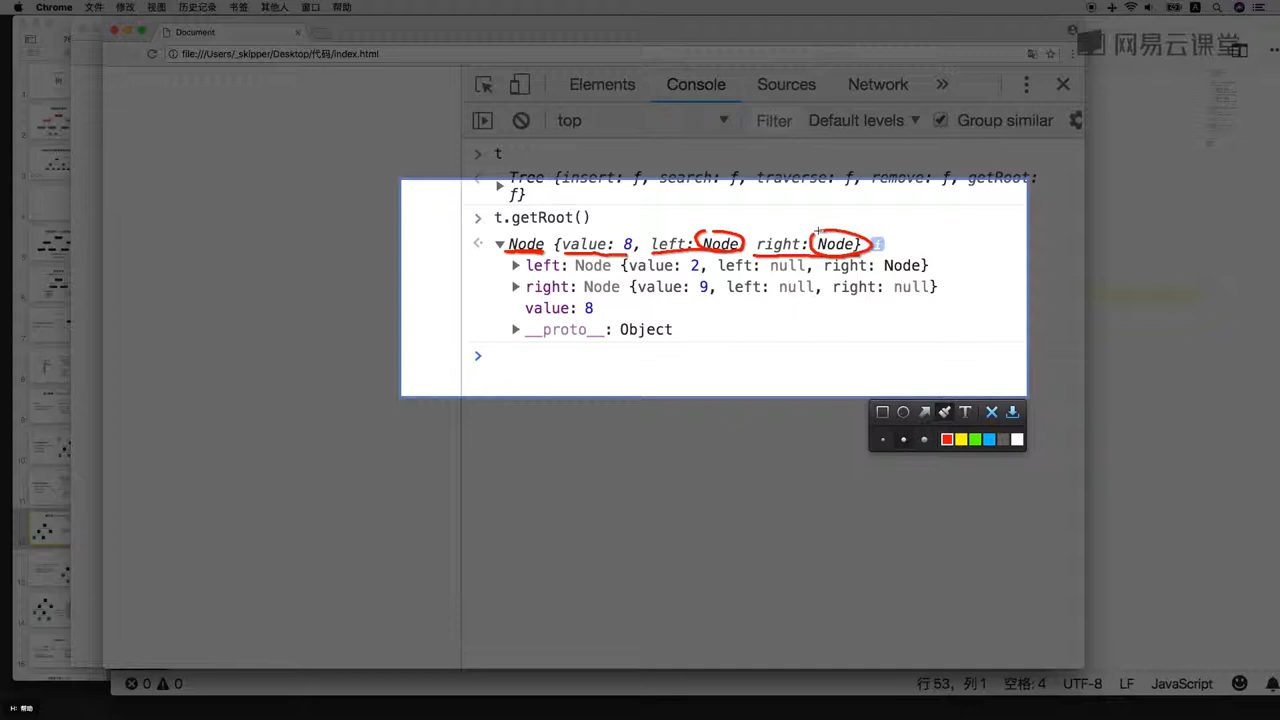 Chrome 文件 修改 视图 历史记录 书签 其他人 窗口 帮助
Document
file:///Users/_skipper/Desktop/代码/index.html
网易云课堂
Elements Console Sources Network »
top Filter Default levels Group similar
> t
Tree {insert: ƒ, search: ƒ, traverse: ƒ, remove: ƒ, getRoot:
ƒ}
> t.getRoot()
Node {value: 8, left: Node, right: Node}
left: Node {value: 2, left: null, right: Node}
right: Node {value: 9, left: null, right: null}
value: 8
__proto__: Object
>
T
0 0 行 53，列 1 空格: 4 UTF-8 LF JavaScript
H: 帮助